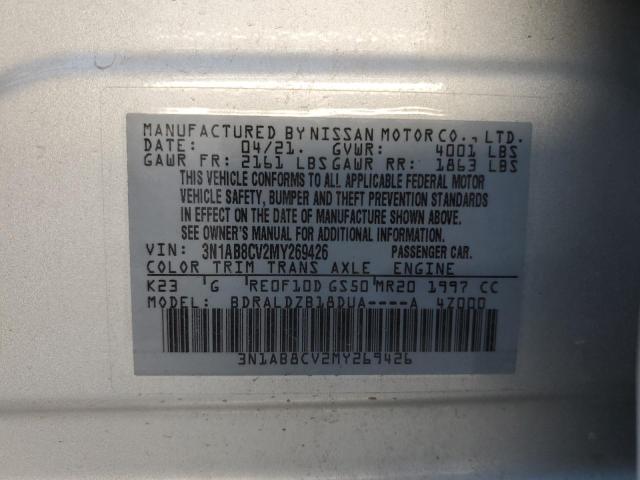 MANUFACTURED BY NISSAN MOTOR CO., LTD.
DATE: 04/21. GVWR: 4001 LBS
GAWR FR: 2161 LBS GAWR RR: 1863 LBS
THIS VEHICLE CONFORMS TO ALL APPLICABLE FEDERAL MOTOR
VEHICLE SAFETY, BUMPER AND THEFT PREVENTION STANDARDS
IN EFFECT ON THE DATE OF MANUFACTURE SHOWN ABOVE.
SEE OWNER'S MANUAL FOR ADDITIONAL INFORMATION.
VIN: 3N1AB8CV2MY269426 PASSENGER CAR.
COLOR TRIM TRANS AXLE ENGINE
K23 G RE0F10D GS50 MR20 1997 CC
MODEL: BDRALDZB18DUA----A 4Z000
3N1AB8CV2MY269426